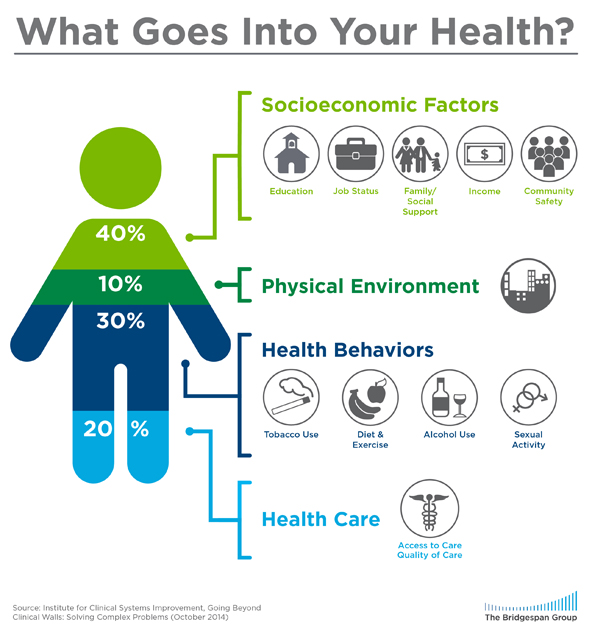 What Goes Into Your Health?
Socioeconomic Factors
Education
Job Status
Family/
Social
Support
Income
Community
Safety
40%
10%
Physical Environment
30%
Health Behaviors
Tobacco Use
Diet &
Exercise
Alcohol Use
Sexual
Activity
20 %
Health Care
$
Access to Care
Quality of Care
Source: Institute for Clinical Systems Improvement, Going Beyond
Clinical Walls: Solving Complex Problems (October 2014)
The Bridgespan Group